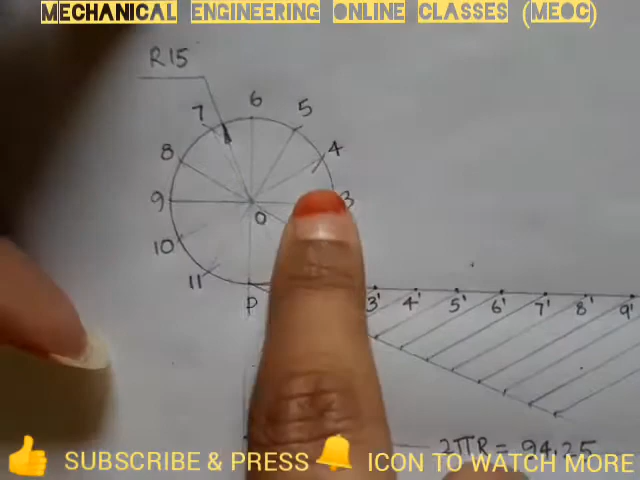 MECHANICAL ENGINEERING ONLINE CLASSES (MEOC)
R15
6
7
5
8
4
9
3
O
10
11
P
3' 4' 5' 6' 7' 8' 9'
2πR = 94.25
SUBSCRIBE & PRESS ICON TO WATCH MORE